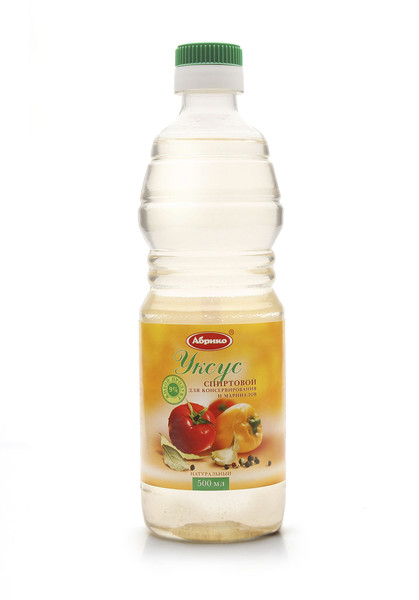 Абрико ®
Уксус
СПИРТОВОЙ
ДЛЯ КОНСЕРВИРОВАНИЯ
И МАРИНАДОВ
9%
НАТУРАЛЬНЫЙ
500 мл